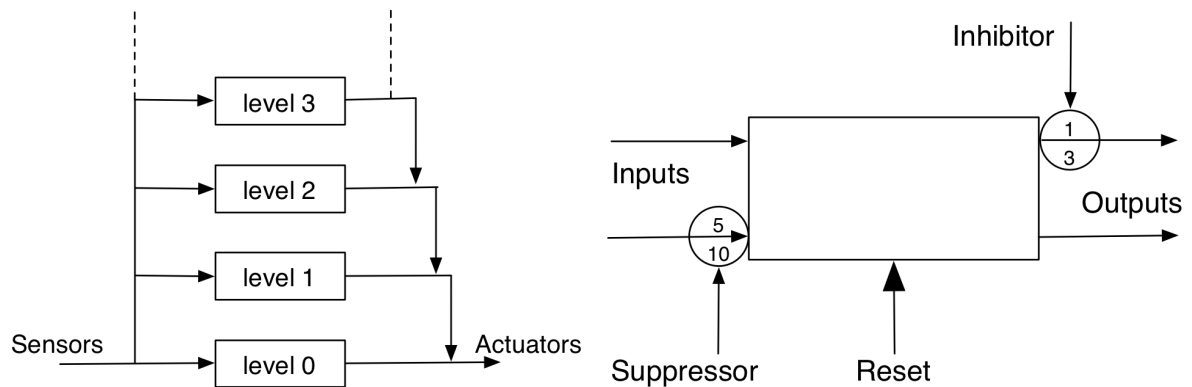 level 3
level 2
level 1
Sensors
level 0
Actuators
Inhibitor
1
3
Inputs
5
10
Outputs
Suppressor
Reset